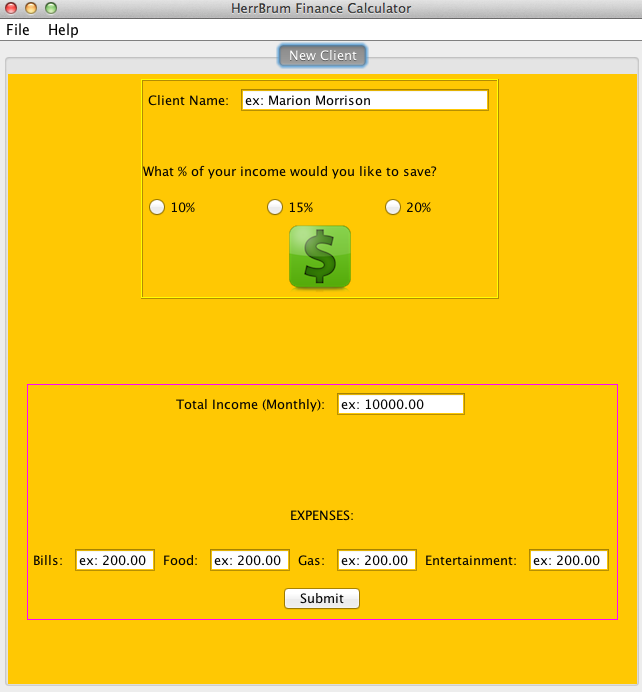 HerrBrum Finance Calculator
File Help
New Client
Client Name: ex: Marion Morrison
What % of your income would you like to save?
10% 15% 20%
$
Total Income (Monthly): ex: 10000.00
EXPENSES:
Bills: ex: 200.00 Food: ex: 200.00 Gas: ex: 200.00 Entertainment: ex: 200.00
Submit